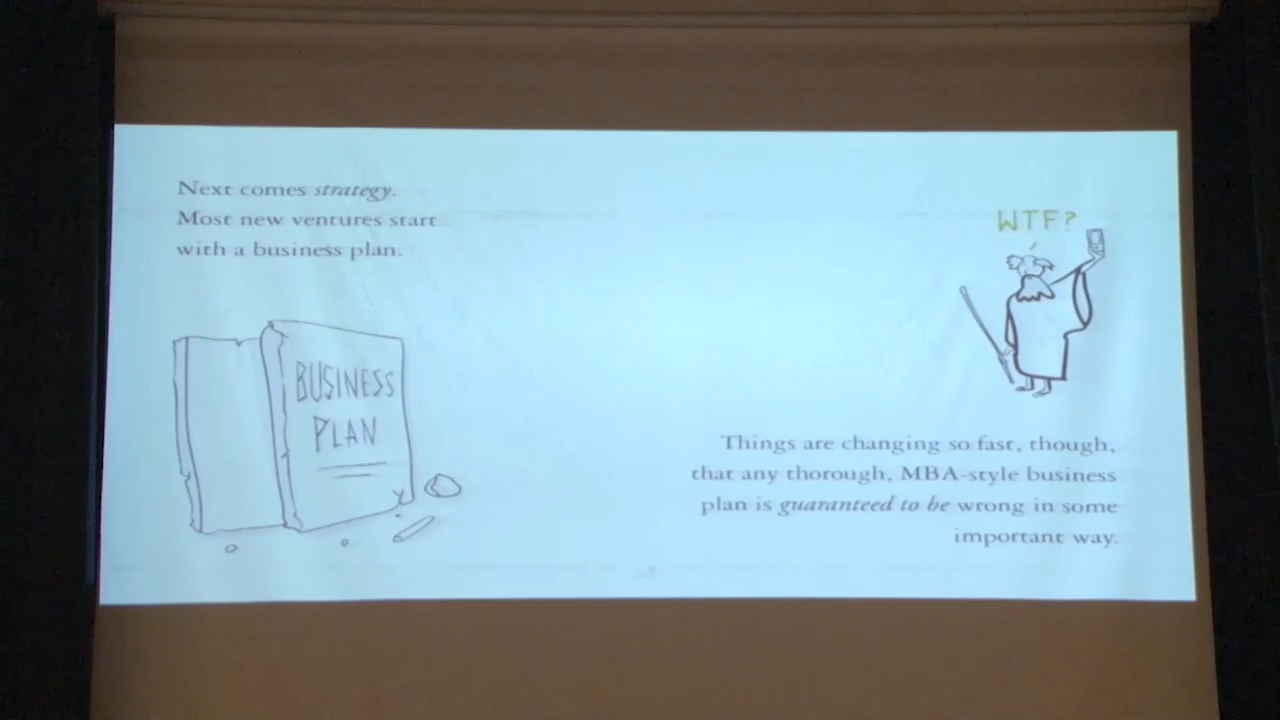 Next comes strategy.
Most new ventures start
with a business plan.
WTF?
BUSINESS
PLAN
Things are changing so fast, though,
that any thorough, MBA-style business
plan is guaranteed to be wrong in some
important way.